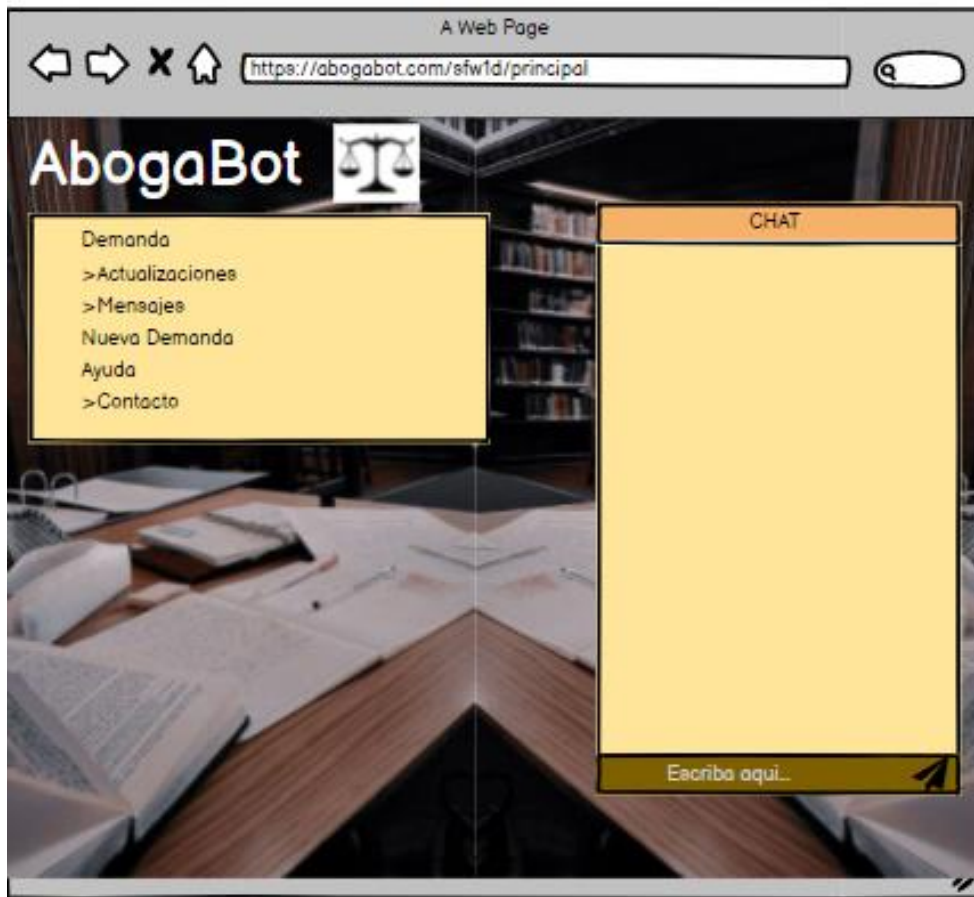 A Web Page
https://abogabot.com/sfw1d/principal
AbogaBot
Demanda
>Actualizaciones
>Mensajes
Nueva Demanda
Ayuda
>Contacto
CHAT
Escriba aqui...